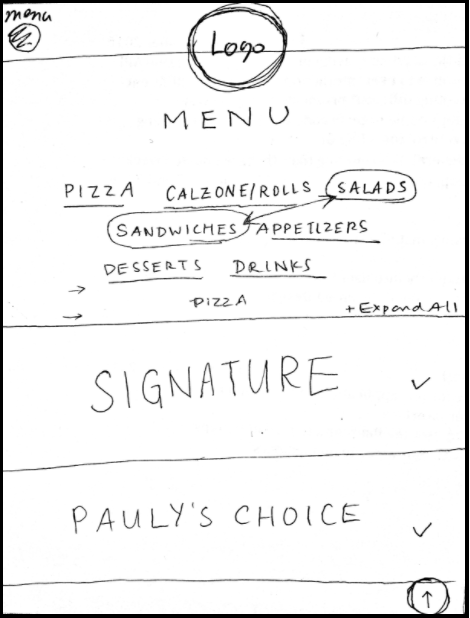 menu
Logo
MENU
PIZZA CALZONE/ROLLS SALADS
SANDWICHES APPETIZERS
DESSERTS DRINKS
PIZZA
+Expand All
SIGNATURE
PAULY'S CHOICE